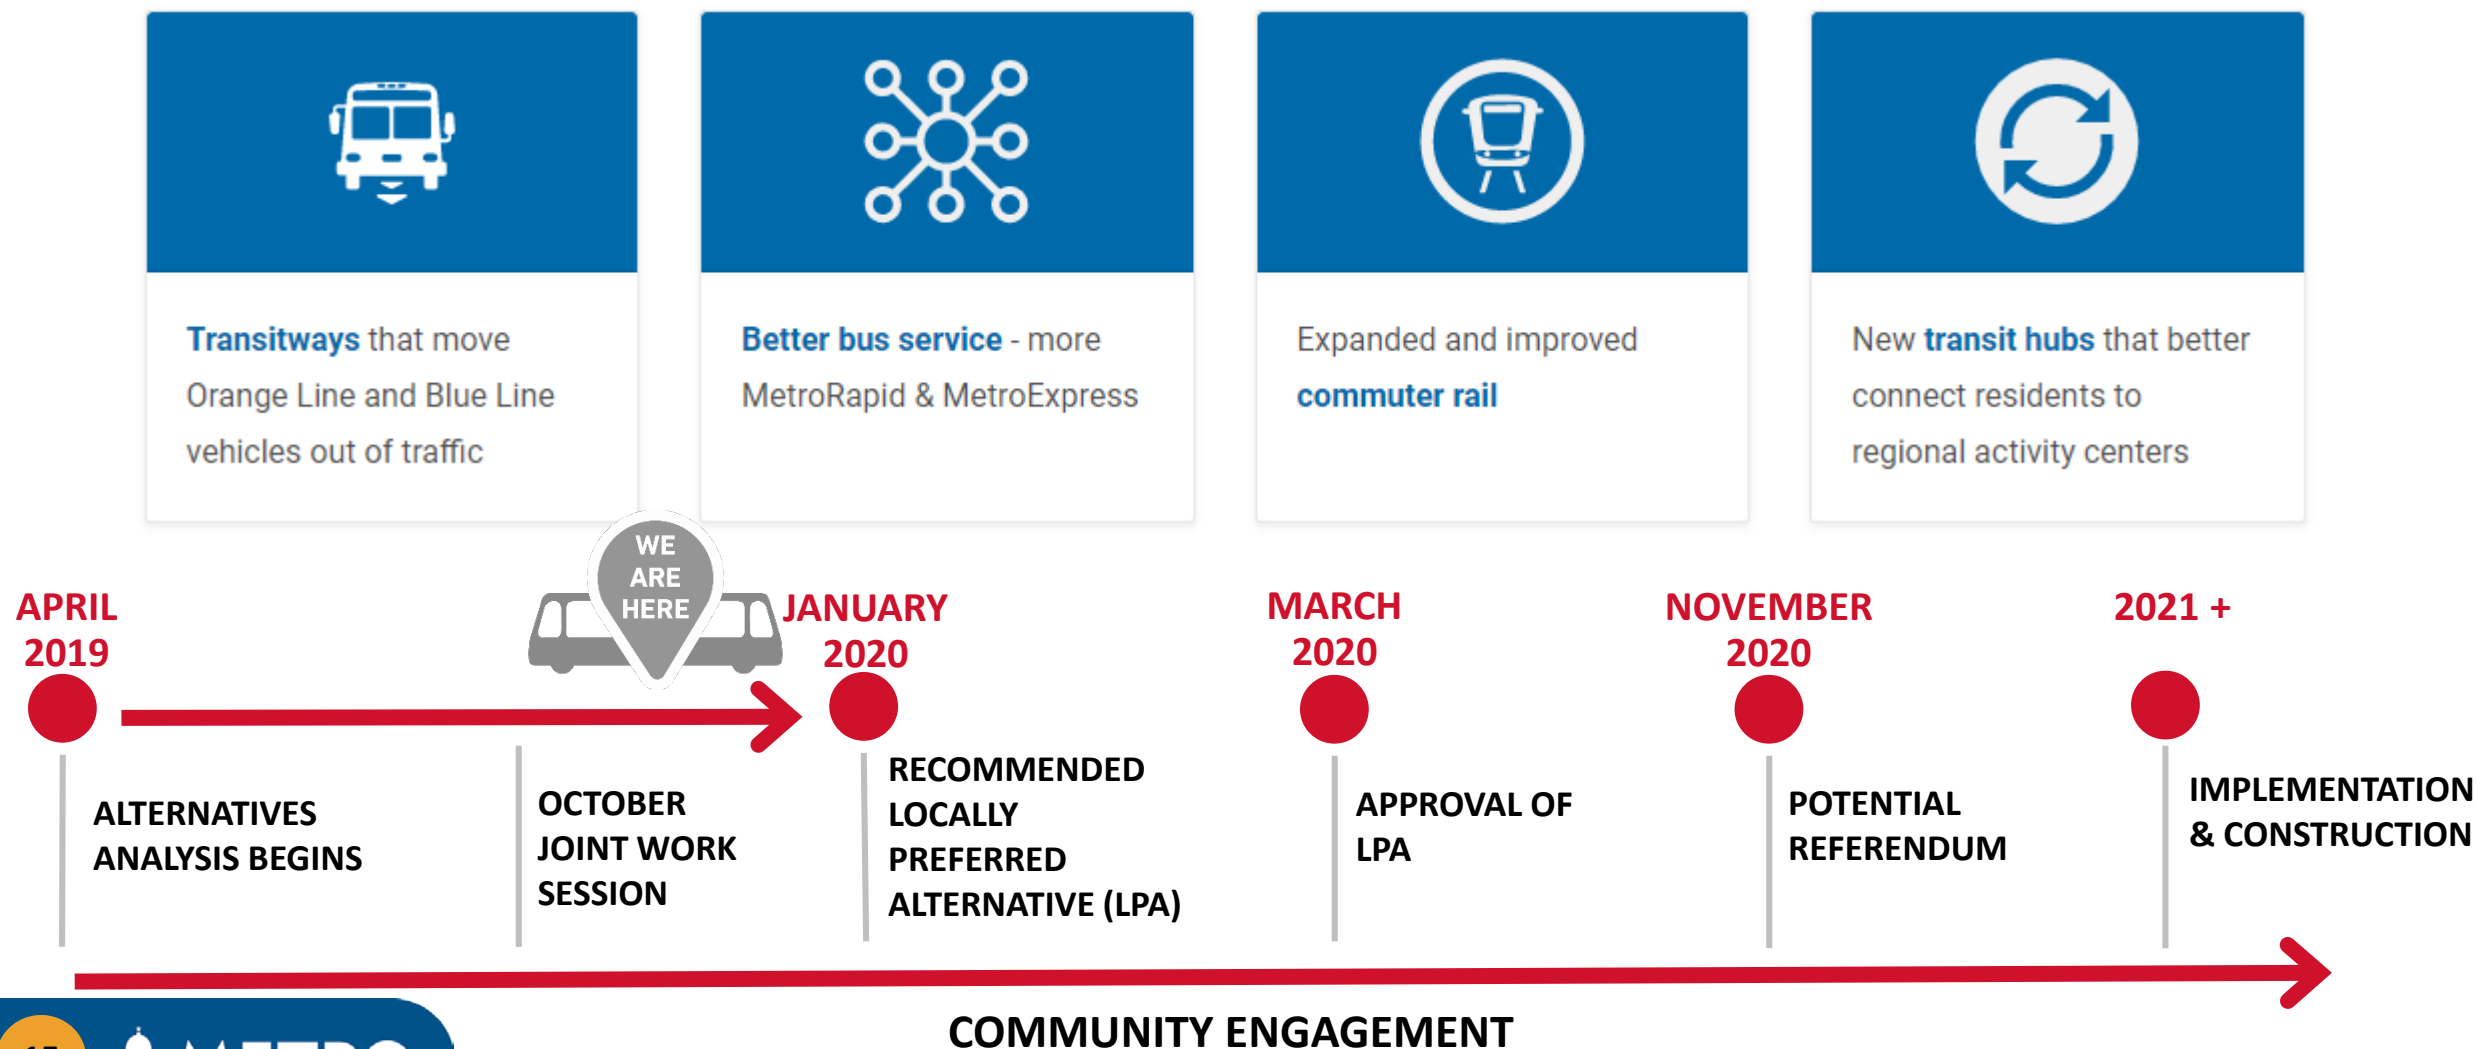 Transitways that move
Orange Line and Blue Line
vehicles out of traffic
Better bus service - more
MetroRapid & MetroExpress
Expanded and improved
commuter rail
New transit hubs that better
connect residents to
regional activity centers
WE
ARE
HERE
APRIL
2019
JANUARY
2020
MARCH
2020
NOVEMBER
2020
2021 +
ALTERNATIVES
ANALYSIS BEGINS
OCTOBER
JOINT WORK
SESSION
RECOMMENDED
LOCALLY
PREFERRED
ALTERNATIVE (LPA)
APPROVAL OF
LPA
POTENTIAL
REFERENDUM
IMPLEMENTATION
& CONSTRUCTION
COMMUNITY ENGAGEMENT
METRO